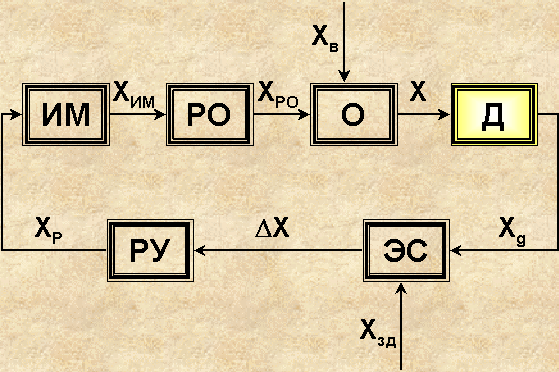 Xв
ИМ XИМ РО XРО О X Д
XР РУ ΔX ЭС Xg
Xзд